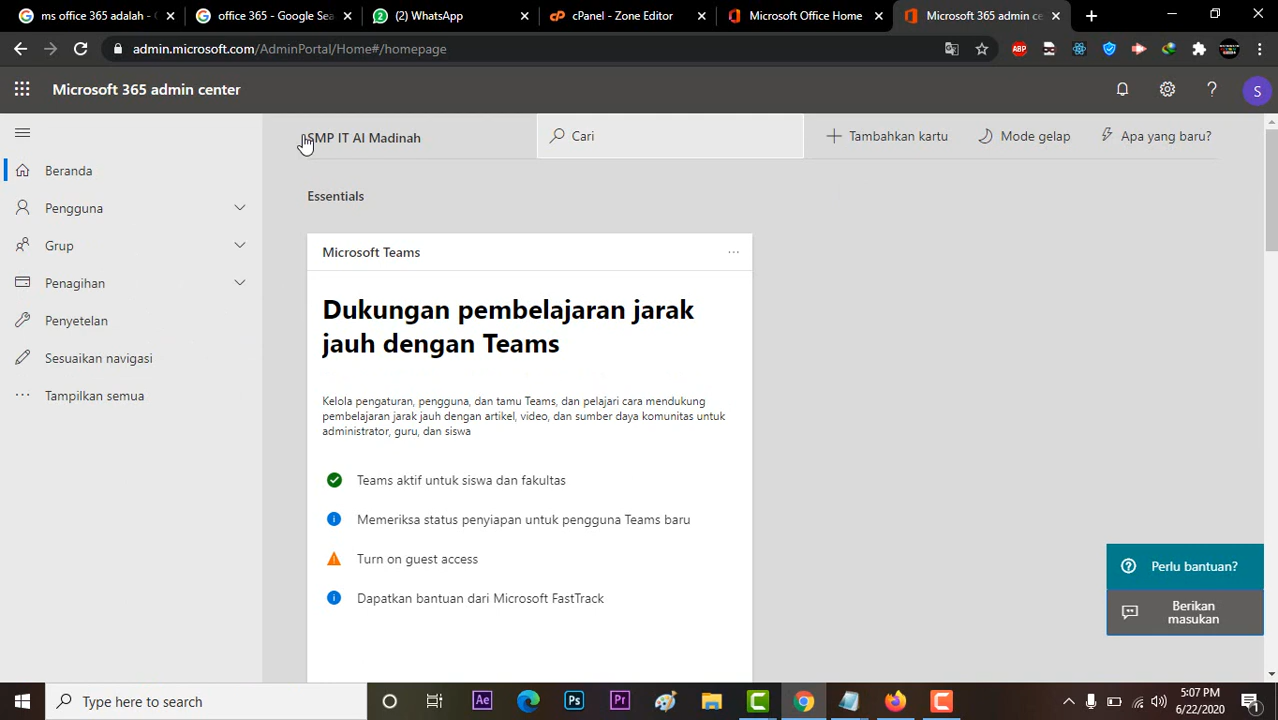 ms office 365 adalah -
office 365 - Google Sea
(2) WhatsApp
cPanel - Zone Editor
Microsoft Office Home
Microsoft 365 admin ce
admin.microsoft.com/AdminPortal/Home#/homepage
ABP
Microsoft 365 admin center
S
SMP IT Al Madinah
Cari
Tambahkan kartu
Mode gelap
Apa yang baru?
Beranda
Pengguna
Grup
Penagihan
Penyetelan
Sesuaikan navigasi
Tampilkan semua
Essentials
Microsoft Teams
Dukungan pembelajaran jarak
jauh dengan Teams
Kelola pengaturan, pengguna, dan tamu Teams, dan pelajari cara mendukung
pembelajaran jarak jauh dengan artikel, video, dan sumber daya komunitas untuk
administrator, guru, dan siswa
Teams aktif untuk siswa dan fakultas
Memeriksa status penyiapan untuk pengguna Teams baru
Turn on guest access
Dapatkan bantuan dari Microsoft FastTrack
Perlu bantuan?
Berikan
masukan
Type here to search
Ae
Ps
Pr
5:07 PM
6/22/2020